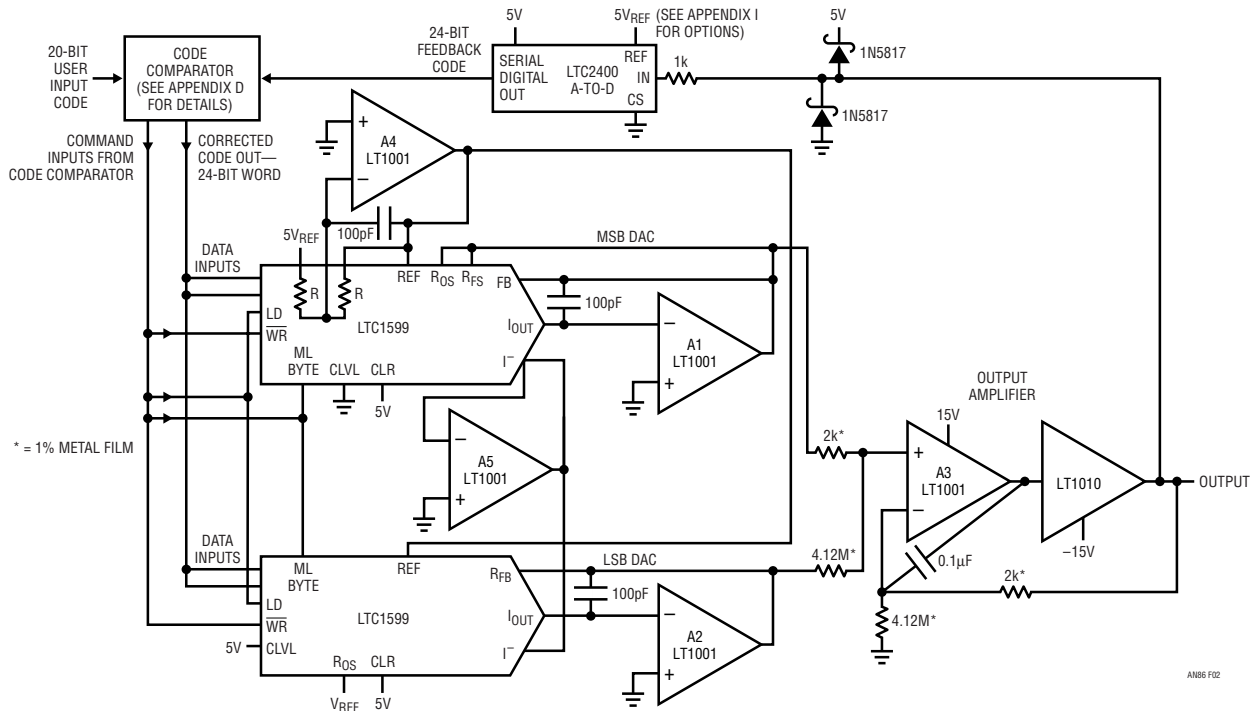 20-BIT
USER
INPUT
CODE
CODE
COMPARATOR
(SEE APPENDIX D
FOR DETAILS)
24-BIT
FEEDBACK
CODE
5V
5VREF (SEE APPENDIX I
FOR OPTIONS)
SERIAL
DIGITAL
OUT
LTC2400
A-TO-D
REF
IN
CS
1k
5V
1N5817
1N5817
COMMAND
INPUTS FROM
CODE COMPARATOR
CORRECTED
CODE OUT—
24-BIT WORD
+
A4
LT1001
−
100pF
5VREF
DATA
INPUTS
R
R
REF
ROS
RFS
FB
MSB DAC
LD
WR
LTC1599
ML
BYTE
CLVL
CLR
5V
IOUT
I−
100pF
−
A1
LT1001
+
−
A5
LT1001
+
* = 1% METAL FILM
OUTPUT
AMPLIFIER
15V
2k*
+
A3
LT1001
−
LT1010
−15V
OUTPUT
0.1µF
2k*
4.12M*
4.12M*
DATA
INPUTS
ML
BYTE
REF
LSB DAC
RFB
LD
WR
LTC1599
5V
CLVL
ROS
CLR
VREF
5V
IOUT
I−
100pF
−
A2
LT1001
+
AN86 F02